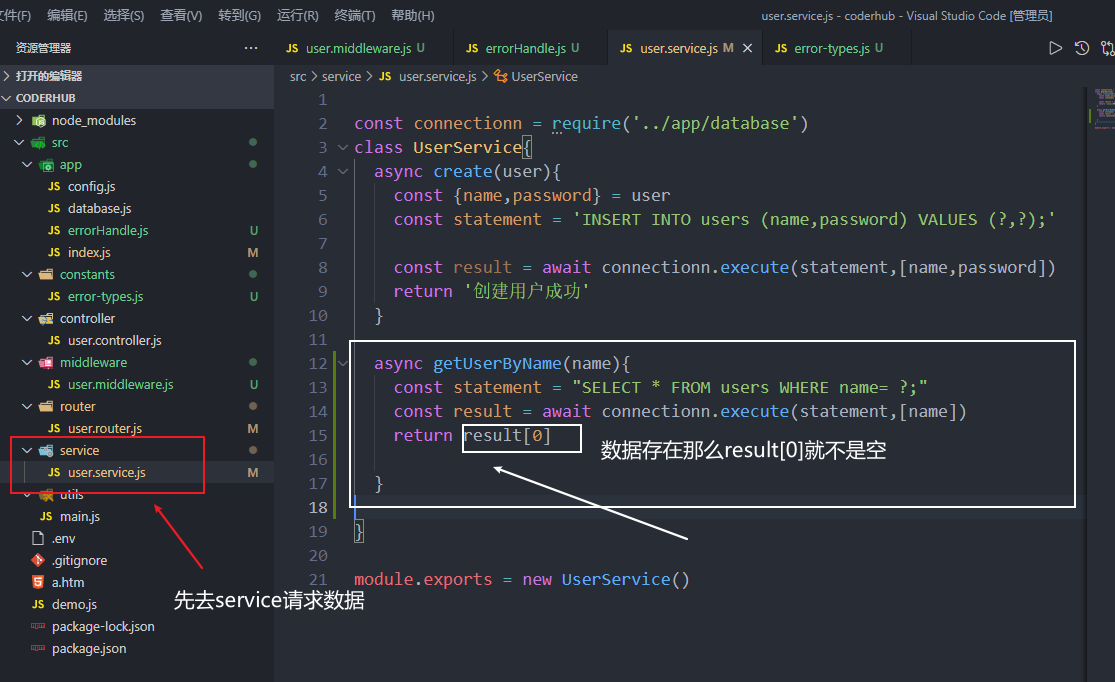 文件(F) 编辑(E) 选择(S) 查看(V) 转到(G) 运行(R) 终端(T) 帮助(H) user.service.js - coderhub - Visual Studio Code [管理员]
资源管理器 ...
JS user.middleware.js U JS errorHandle.js U JS user.service.js M JS error-types.js U
打开的编辑器
src > service > JS user.service.js > UserService
CODERHUB
node_modules
src
app
JS config.js
JS database.js
JS errorHandle.js U
JS index.js M
constants
JS error-types.js U
controller
JS user.controller.js
middleware
JS user.middleware.js U
router
JS user.router.js M
service
JS user.service.js M
utils
JS main.js
.env
.gitignore
a.htm
JS demo.js
package-lock.json
package.json
先去service请求数据
1
2 const connectionn = require('../app/database')
3 class UserService{
4 async create(user){
5 const {name,password} = user
6 const statement = 'INSERT INTO users (name,password) VALUES (?,?);'
7
8 const result = await connectionn.execute(statement,[name,password])
9 return '创建用户成功'
10 }
11
12 async getUserByName(name){
13 const statement = "SELECT * FROM users WHERE name= ?;"
14 const result = await connectionn.execute(statement,[name])
15 return result[0]
数据存在那么result[0]就不是空
16
17 }
18
19 }
20
21 module.exports = new UserService()